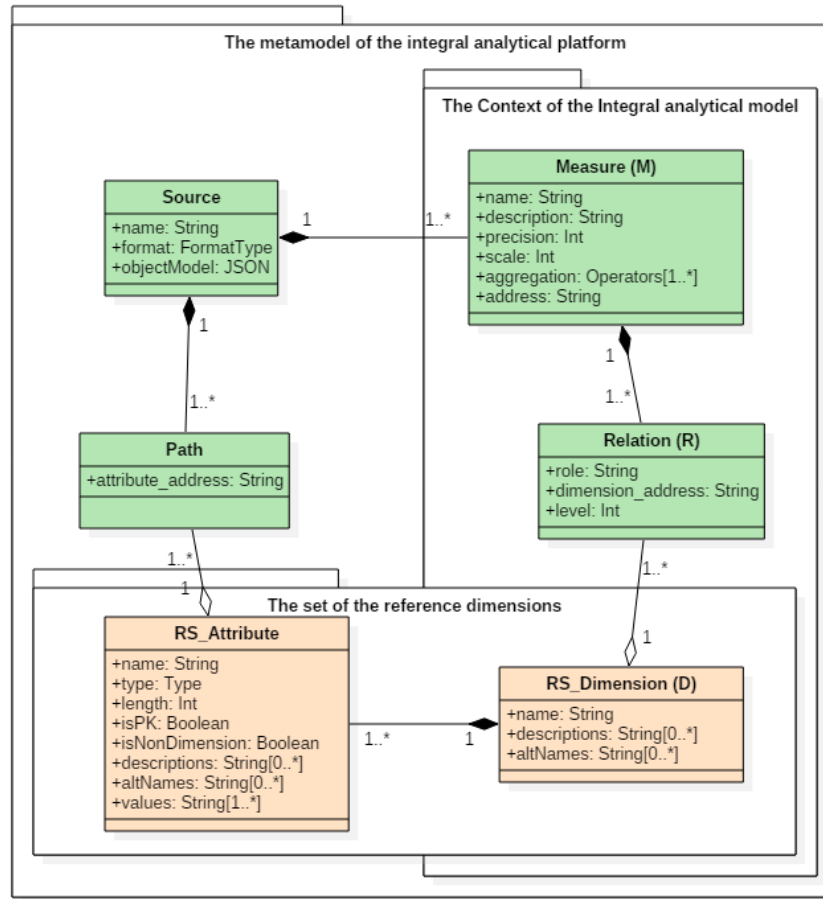 The metamodel of the integral analytical platform
The Context of the Integral analytical model
Measure (M)
+name: String
+description: String
+precision: Int
+scale: Int
+aggregation: Operators[1..*]
+address: String
Source
+name: String
+format: FormatType
+objectModel: JSON
1
1..*
1
1..*
1
1..*
Path
+attribute_address: String
Relation (R)
+role: String
+dimension_address: String
+level: Int
1..*
1
1..*
1
The set of the reference dimensions
RS_Attribute
+name: String
+type: Type
+length: Int
+isPK: Boolean
+isNonDimension: Boolean
+descriptions: String[0..*]
+altNames: String[0..*]
+values: String[1..*]
1..*
1
RS_Dimension (D)
+name: String
+descriptions: String[0..*]
+altNames: String[0..*]